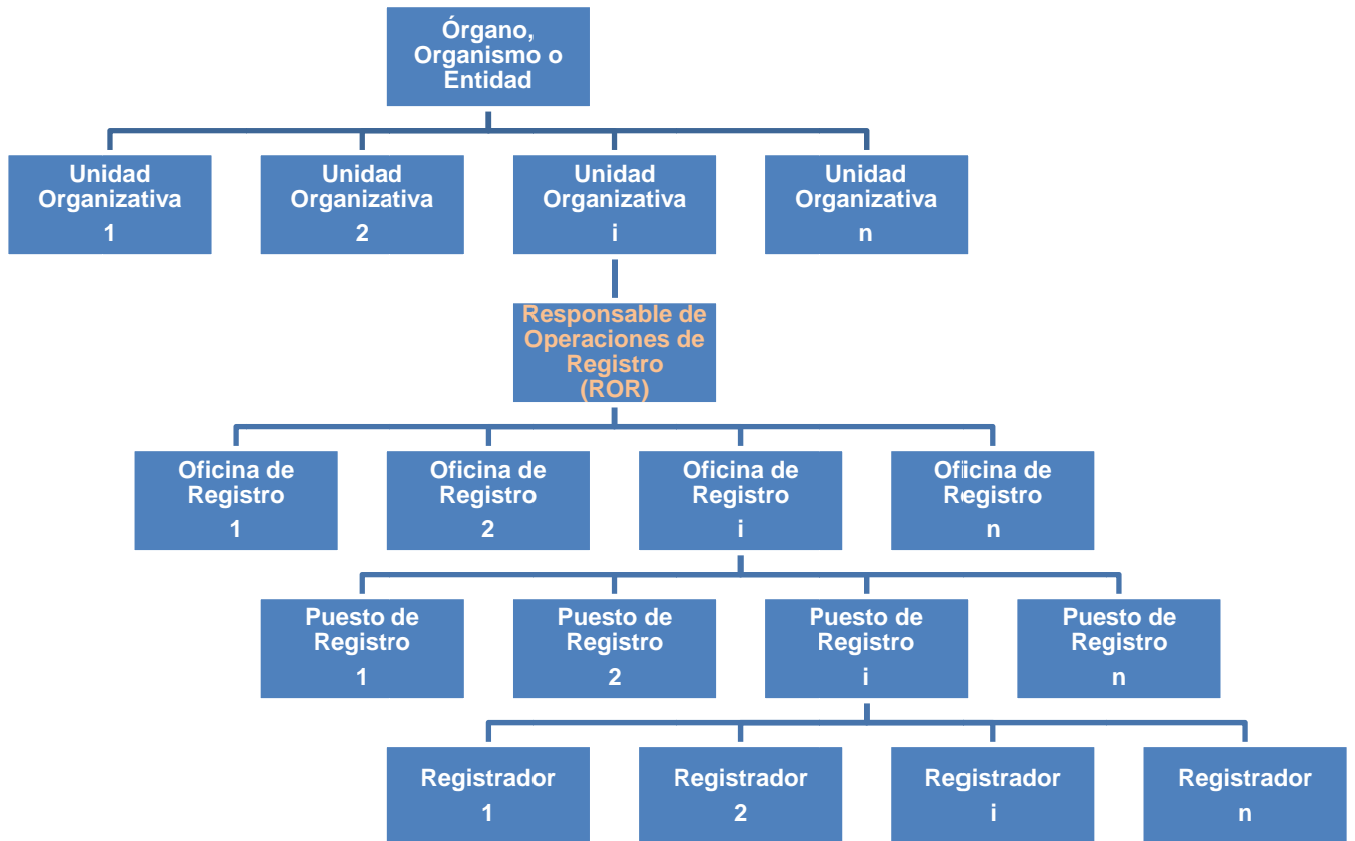 Órgano,
Organismo o
Entidad
Unidad
Organizativa
1
Unidad
Organizativa
2
Unidad
Organizativa
i
Unidad
Organizativa
n
Responsable de
Operaciones de
Registro
(ROR)
Oficina de
Registro
1
Oficina de
Registro
2
Oficina de
Registro
i
Oficina de
Registro
n
Puesto de
Registro
1
Puesto de
Registro
2
Puesto de
Registro
i
Puesto de
Registro
n
Registrador
1
Registrador
2
Registrador
i
Registrador
n